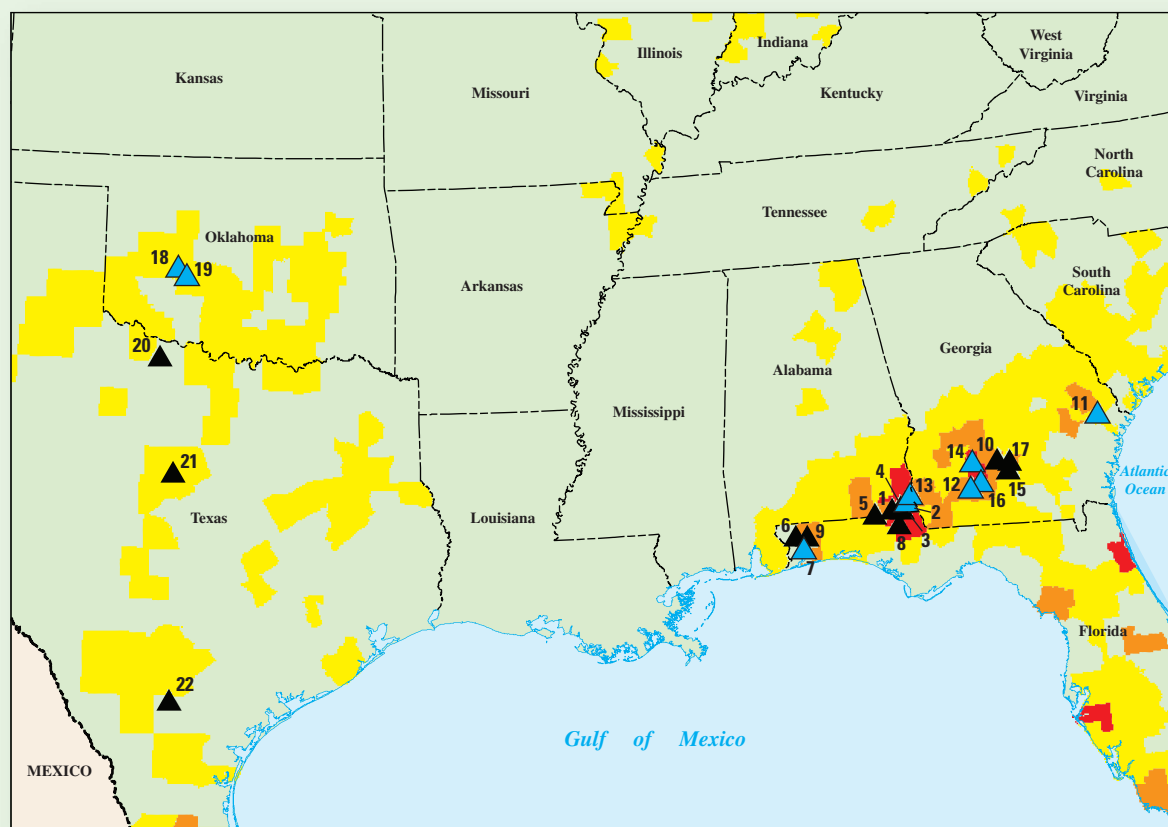 West
Virginia
Indiana
Illinois
Kansas
Missouri
Kentucky
Virginia
North
Carolina
Tennessee
Oklahoma
18
19
South
Carolina
Arkansas
20
Georgia
Alabama
11
Mississippi
21
14
10
17
4
12
13
15
1
16
5
2
Atlantic
Ocean
Texas
Louisiana
6
9
8
3
7
Florida
22
Gulf of Mexico
MEXICO